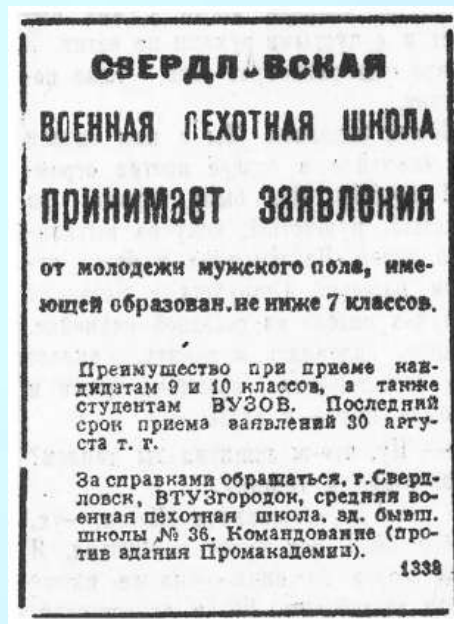 СВЕРДЛОВСКАЯ
ВОЕННАЯ ПЕХОТНАЯ ШКОЛА
ПРИНИМАЕТ ЗАЯВЛЕНИЯ
от молодежи мужского пола, име-
ющей образован. не ниже 7 классов.
Преимущество при приеме кан-
дидатам 9 и 10 классов, а также
студентам ВУЗОВ. Последний
срок приема заявлений 30 авгу-
ста т. г.
За справками обращаться, г. Сверд-
ловск, ВТУЗгородок, средняя во-
енная пехотная школа, зд. бывш.
школы № 36. Командование (про-
тив здания Промакадемии).
1338